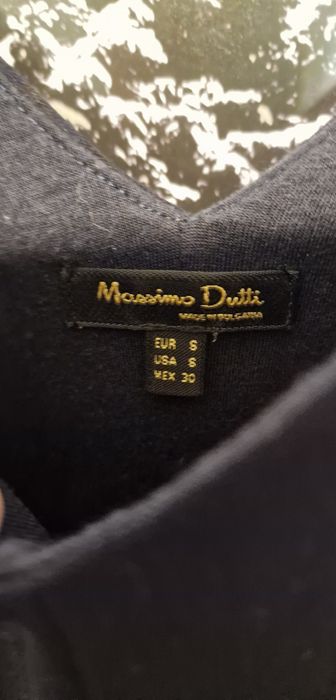 Massimo Dutti
MADE IN BULGARIA
EUR S
USA S
MEX 30